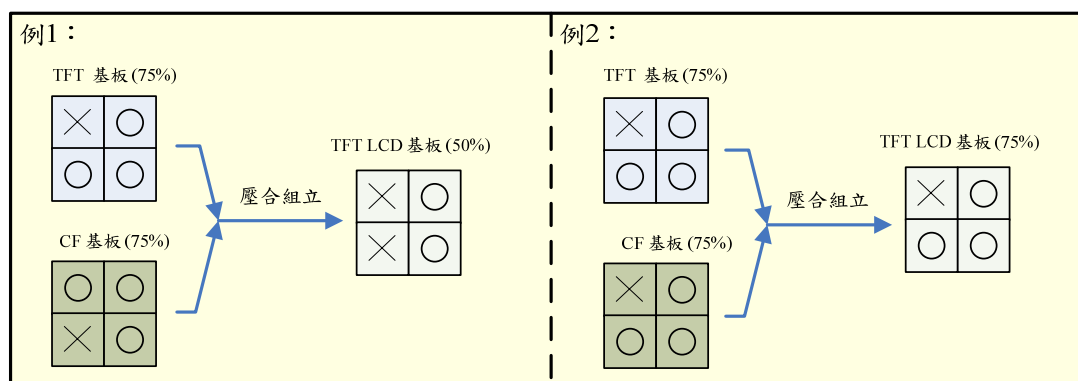 例1：
TFT 基板(75%)
TFT LCD 基板(50%)
壓合組立
CF 基板(75%)
例2：
TFT 基板(75%)
TFT LCD 基板(75%)
壓合組立
CF 基板(75%)